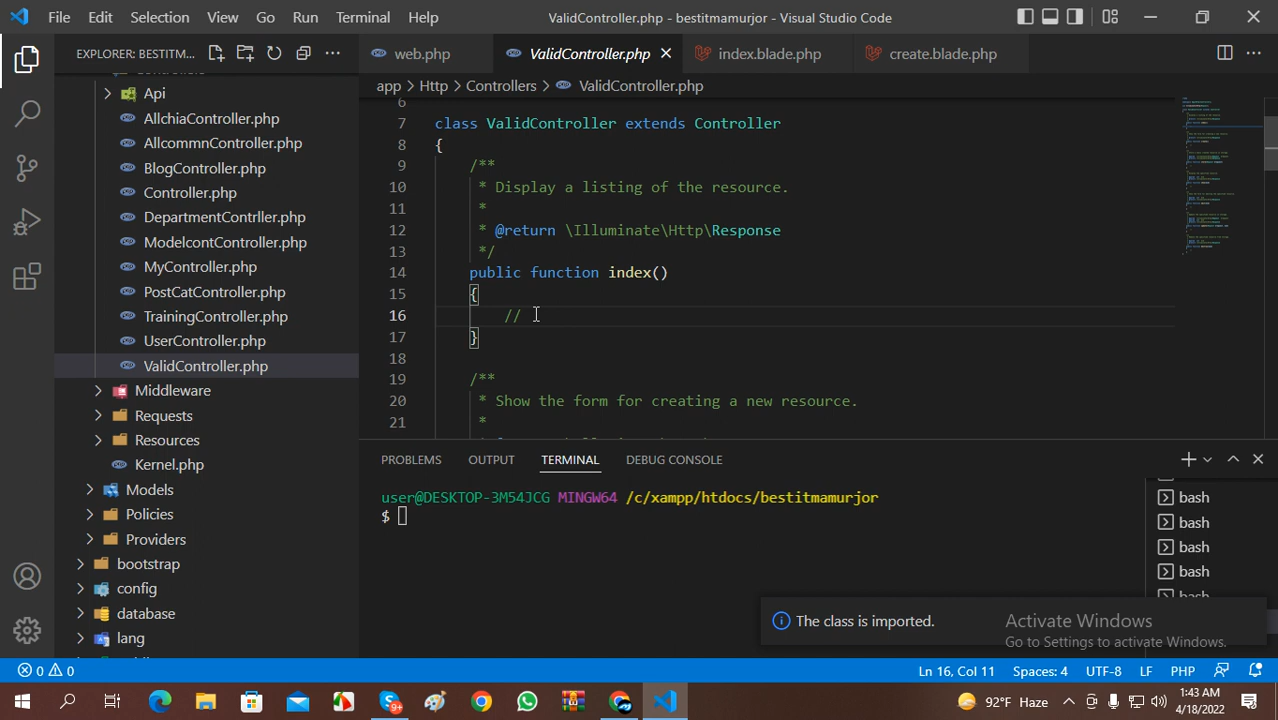 File Edit Selection View Go Run Terminal Help ValidController.php - bestitmamurjor - Visual Studio Code
EXPLORER: BESTITM...
web.php ValidController.php index.blade.php create.blade.php
app > Http > Controllers > ValidController.php
Api
AllchiaController.php
AllcommnController.php
BlogController.php
Controller.php
DepartmentContrller.php
ModelcontController.php
MyController.php
PostCatController.php
TrainingController.php
UserController.php
ValidController.php
Middleware
Requests
Resources
Kernel.php
Models
Policies
Providers
bootstrap
config
database
lang
6
7 class ValidController extends Controller
8 {
9 /**
10 * Display a listing of the resource.
11 *
12 * @return \Illuminate\Http\Response
13 */
14 public function index()
15 {
16 //
17 }
18
19 /**
20 * Show the form for creating a new resource.
21 *
PROBLEMS OUTPUT TERMINAL DEBUG CONSOLE
user@DESKTOP-3M54JCG MINGW64 /c/xampp/htdocs/bestitmamurjor
$
bash
bash
bash
bash
bash
The class is imported.
Activate Windows
Go to Settings to activate Windows.
0 0 Ln 16, Col 11 Spaces: 4 UTF-8 LF PHP
9+ 92°F Haze 1:43 AM
4/18/2022